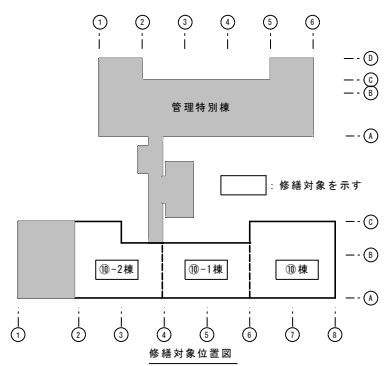 ① ② ③ ④ ⑤ ⑥
Ⓓ
Ⓒ
Ⓑ
管理特別棟
Ⓐ
: 修繕対象を示す
Ⓒ
Ⓑ
⑩-2棟 ⑩-1棟 ⑩棟
Ⓐ
① ② ③ ④ ⑤ ⑥ ⑦ ⑧
修繕対象位置図